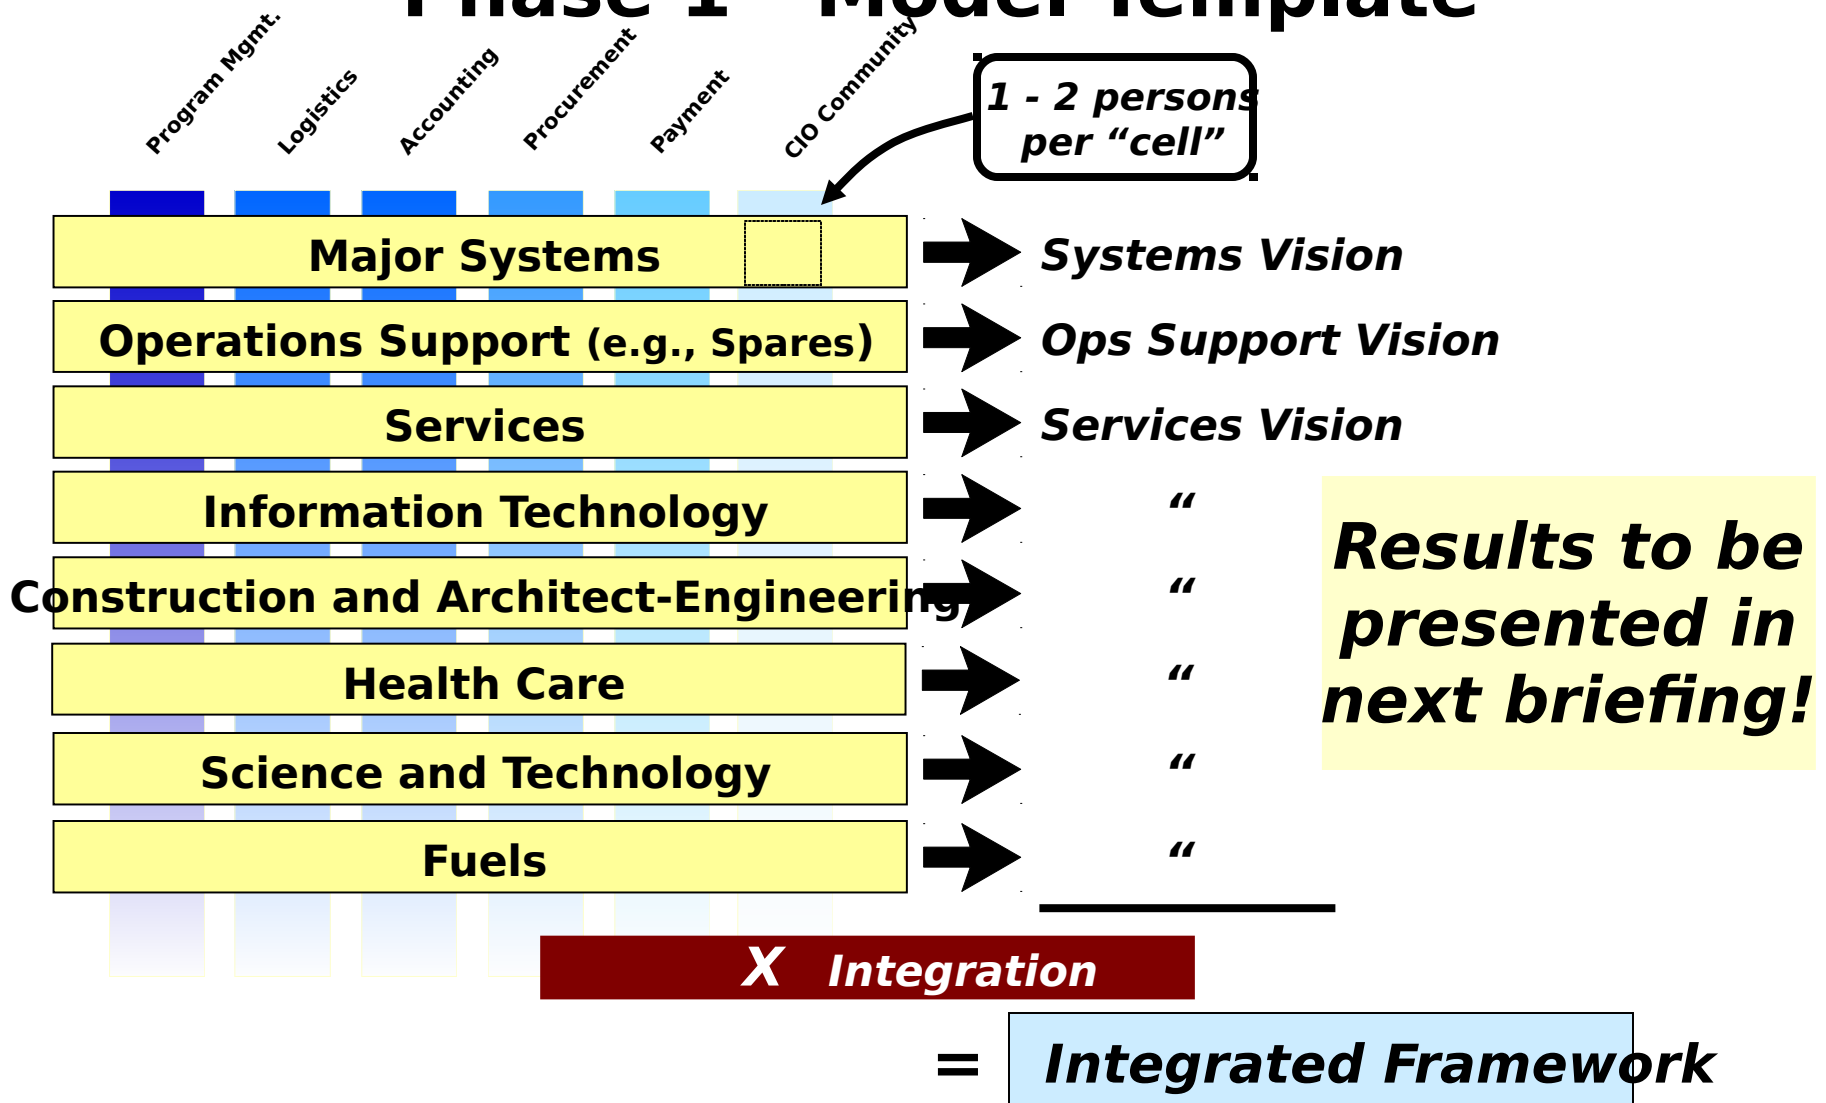 Phase 1 - Model Template
Program Mgmt.
Logistics
Accounting
Procurement
Payment
CIO Community
1 - 2 persons
per “cell”
Major Systems
Systems Vision
Operations Support (e.g., Spares)
Ops Support Vision
Services
Services Vision
Information Technology
“
Construction and Architect-Engineering
“
Health Care
“
Science and Technology
“
Fuels
“
Results to be
presented in
next briefing!
X Integration
= Integrated Framework